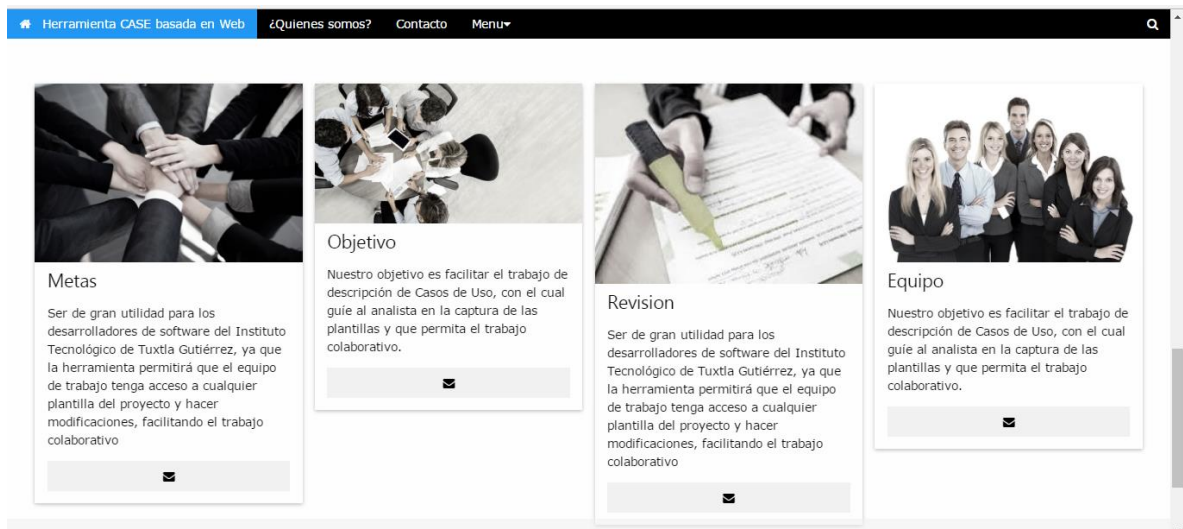 Herramienta CASE basada en Web ¿Quienes somos? Contacto Menu
Metas
Ser de gran utilidad para los
desarrolladores de software del Instituto
Tecnológico de Tuxtla Gutiérrez, ya que
la herramienta permitirá que el equipo
de trabajo tenga acceso a cualquier
plantilla del proyecto y hacer
modificaciones, facilitando el trabajo
colaborativo
Objetivo
Nuestro objetivo es facilitar el trabajo de
descripción de Casos de Uso, con el cual
guíe al analista en la captura de las
plantillas y que permita el trabajo
colaborativo.
Revision
Ser de gran utilidad para los
desarrolladores de software del Instituto
Tecnológico de Tuxtla Gutiérrez, ya que
la herramienta permitirá que el equipo
de trabajo tenga acceso a cualquier
plantilla del proyecto y hacer
modificaciones, facilitando el trabajo
colaborativo
Equipo
Nuestro objetivo es facilitar el trabajo de
descripción de Casos de Uso, con el cual
guíe al analista en la captura de las
plantillas y que permita el trabajo
colaborativo.